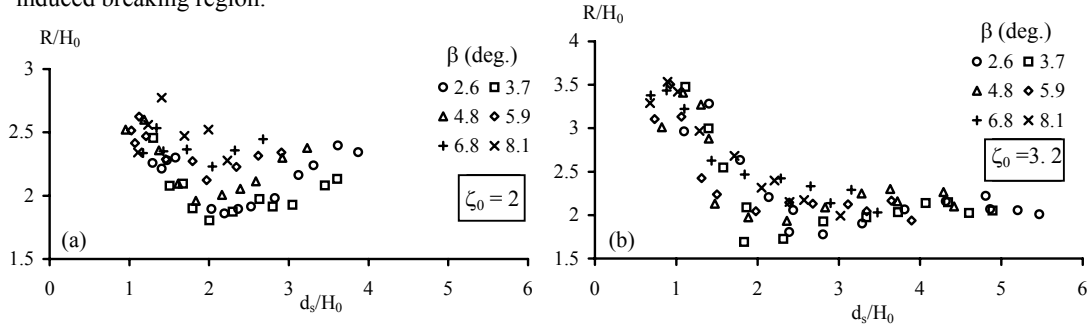 induced breaking region.
R/H0
3
2.5
2
1.5
0 1 2 3 4 5 6
ds/H0
β (deg.)
2.6 3.7
4.8 5.9
6.8 8.1
ζ0 = 2
(a)
R/H0
4
3.5
3
2.5
2
1.5
0 1 2 3 4 5 6
ds/H0
β (deg.)
2.6 3.7
4.8 5.9
6.8 8.1
ζ0 =3. 2
(b)